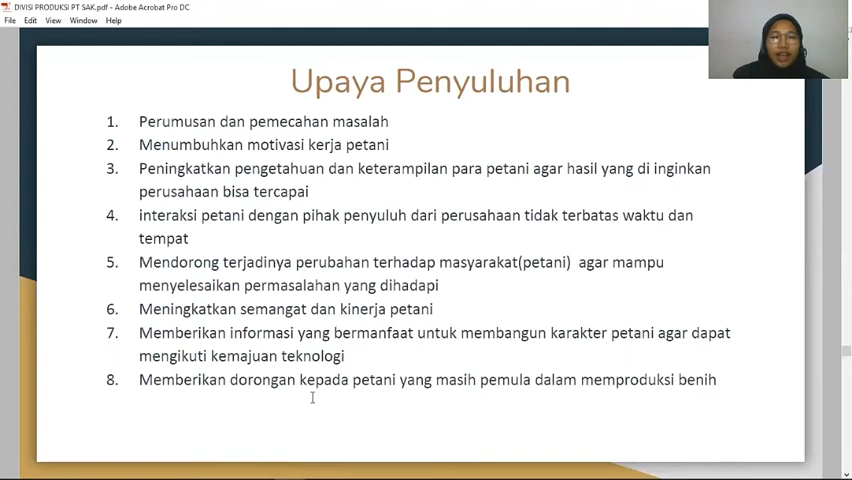 DIVISI PRODUKSI PT SAK.pdf - Adobe Acrobat Pro DC
File Edit View Window Help
Upaya Penyuluhan
1. Perumusan dan pemecahan masalah
2. Menumbuhkan motivasi kerja petani
3. Peningkatkan pengetahuan dan keterampilan para petani agar hasil yang di inginkan
perusahaan bisa tercapai
4. interaksi petani dengan pihak penyuluh dari perusahaan tidak terbatas waktu dan
tempat
5. Mendorong terjadinya perubahan terhadap masyarakat(petani) agar mampu
menyelesaikan permasalahan yang dihadapi
6. Meningkatkan semangat dan kinerja petani
7. Memberikan informasi yang bermanfaat untuk membangun karakter petani agar dapat
mengikuti kemajuan teknologi
8. Memberikan dorongan kepada petani yang masih pemula dalam memproduksi benih